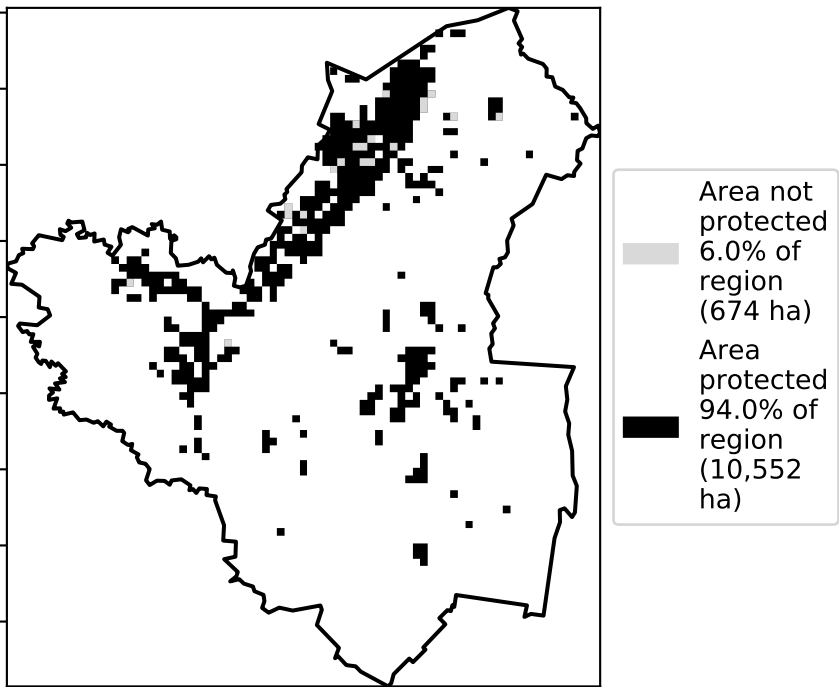 Area not
protected
6.0% of
region
(674 ha)
Area
protected
94.0% of
region
(10,552
ha)